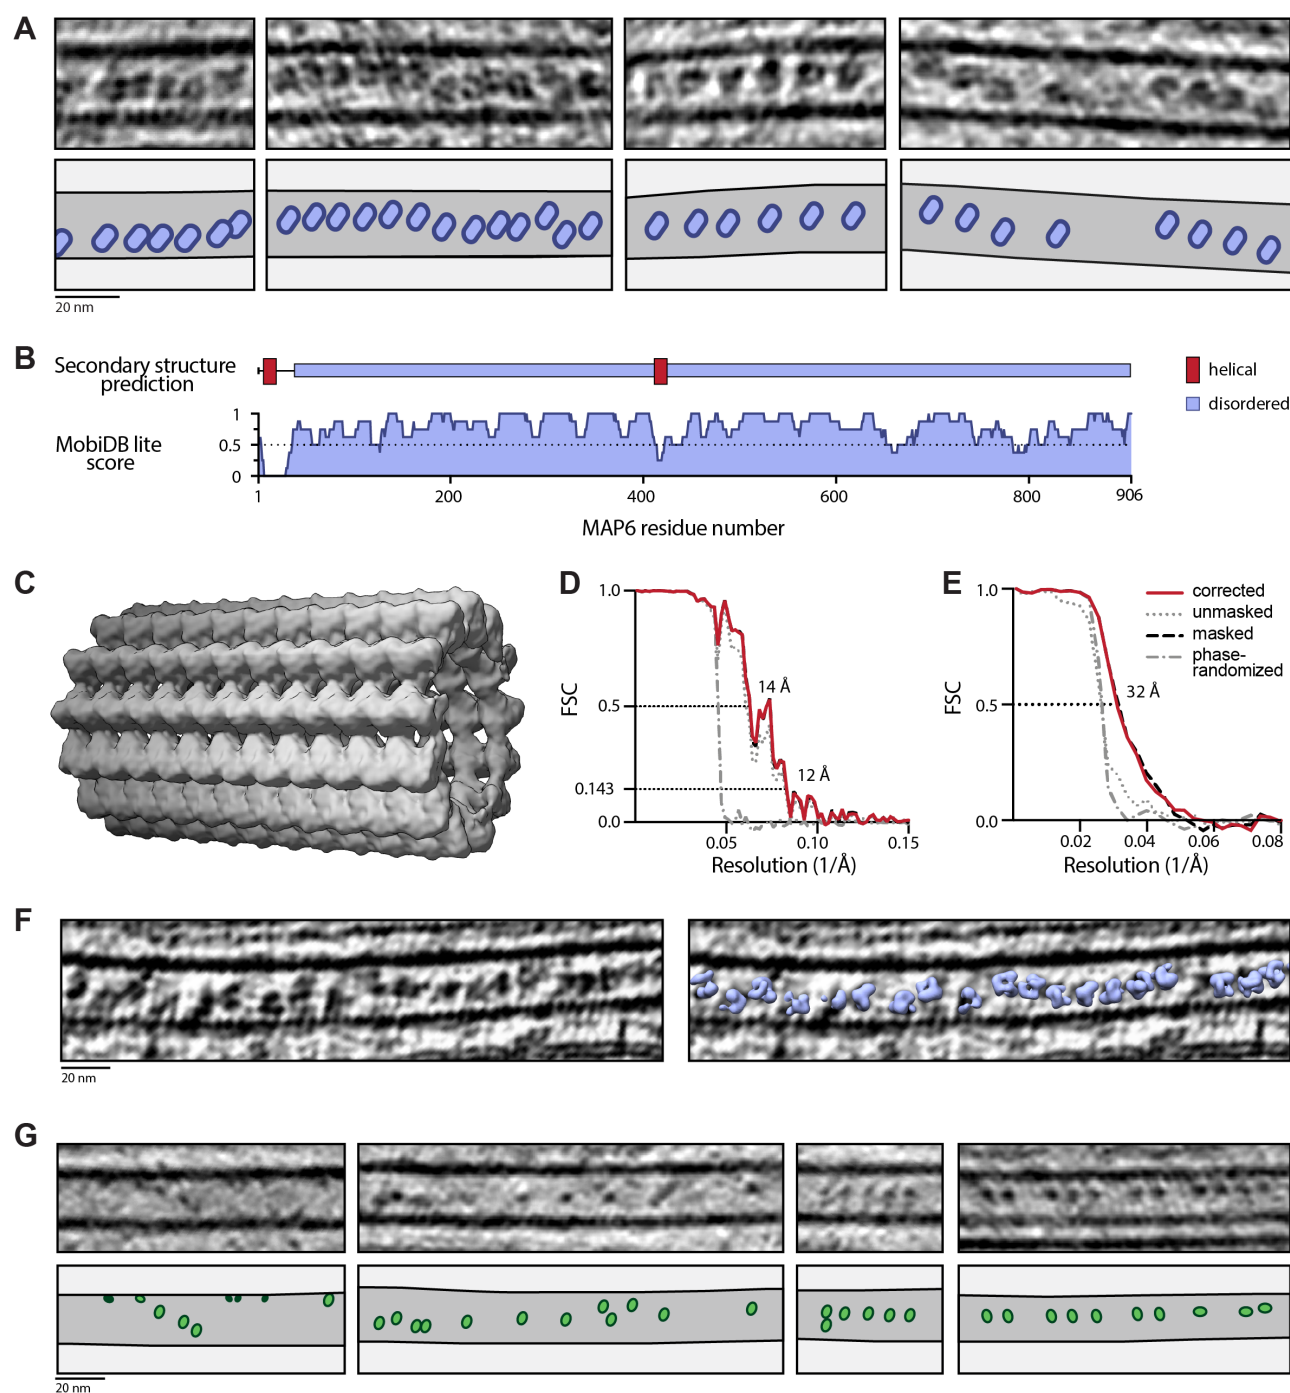 A
20 nm
B
Secondary structure
prediction
helical
disordered
MobiDB lite
score
1
0.5
0
1
200
400
600
800
906
MAP6 residue number
C
D
1.0
0.5
0.143
0.0
FSC
14 Å
12 Å
0.05
0.10
0.15
Resolution (1/Å)
E
1.0
0.5
0.0
FSC
32 Å
corrected
unmasked
masked
phase-
randomized
0.02
0.04
0.06
0.08
Resolution (1/Å)
F
20 nm
G
20 nm